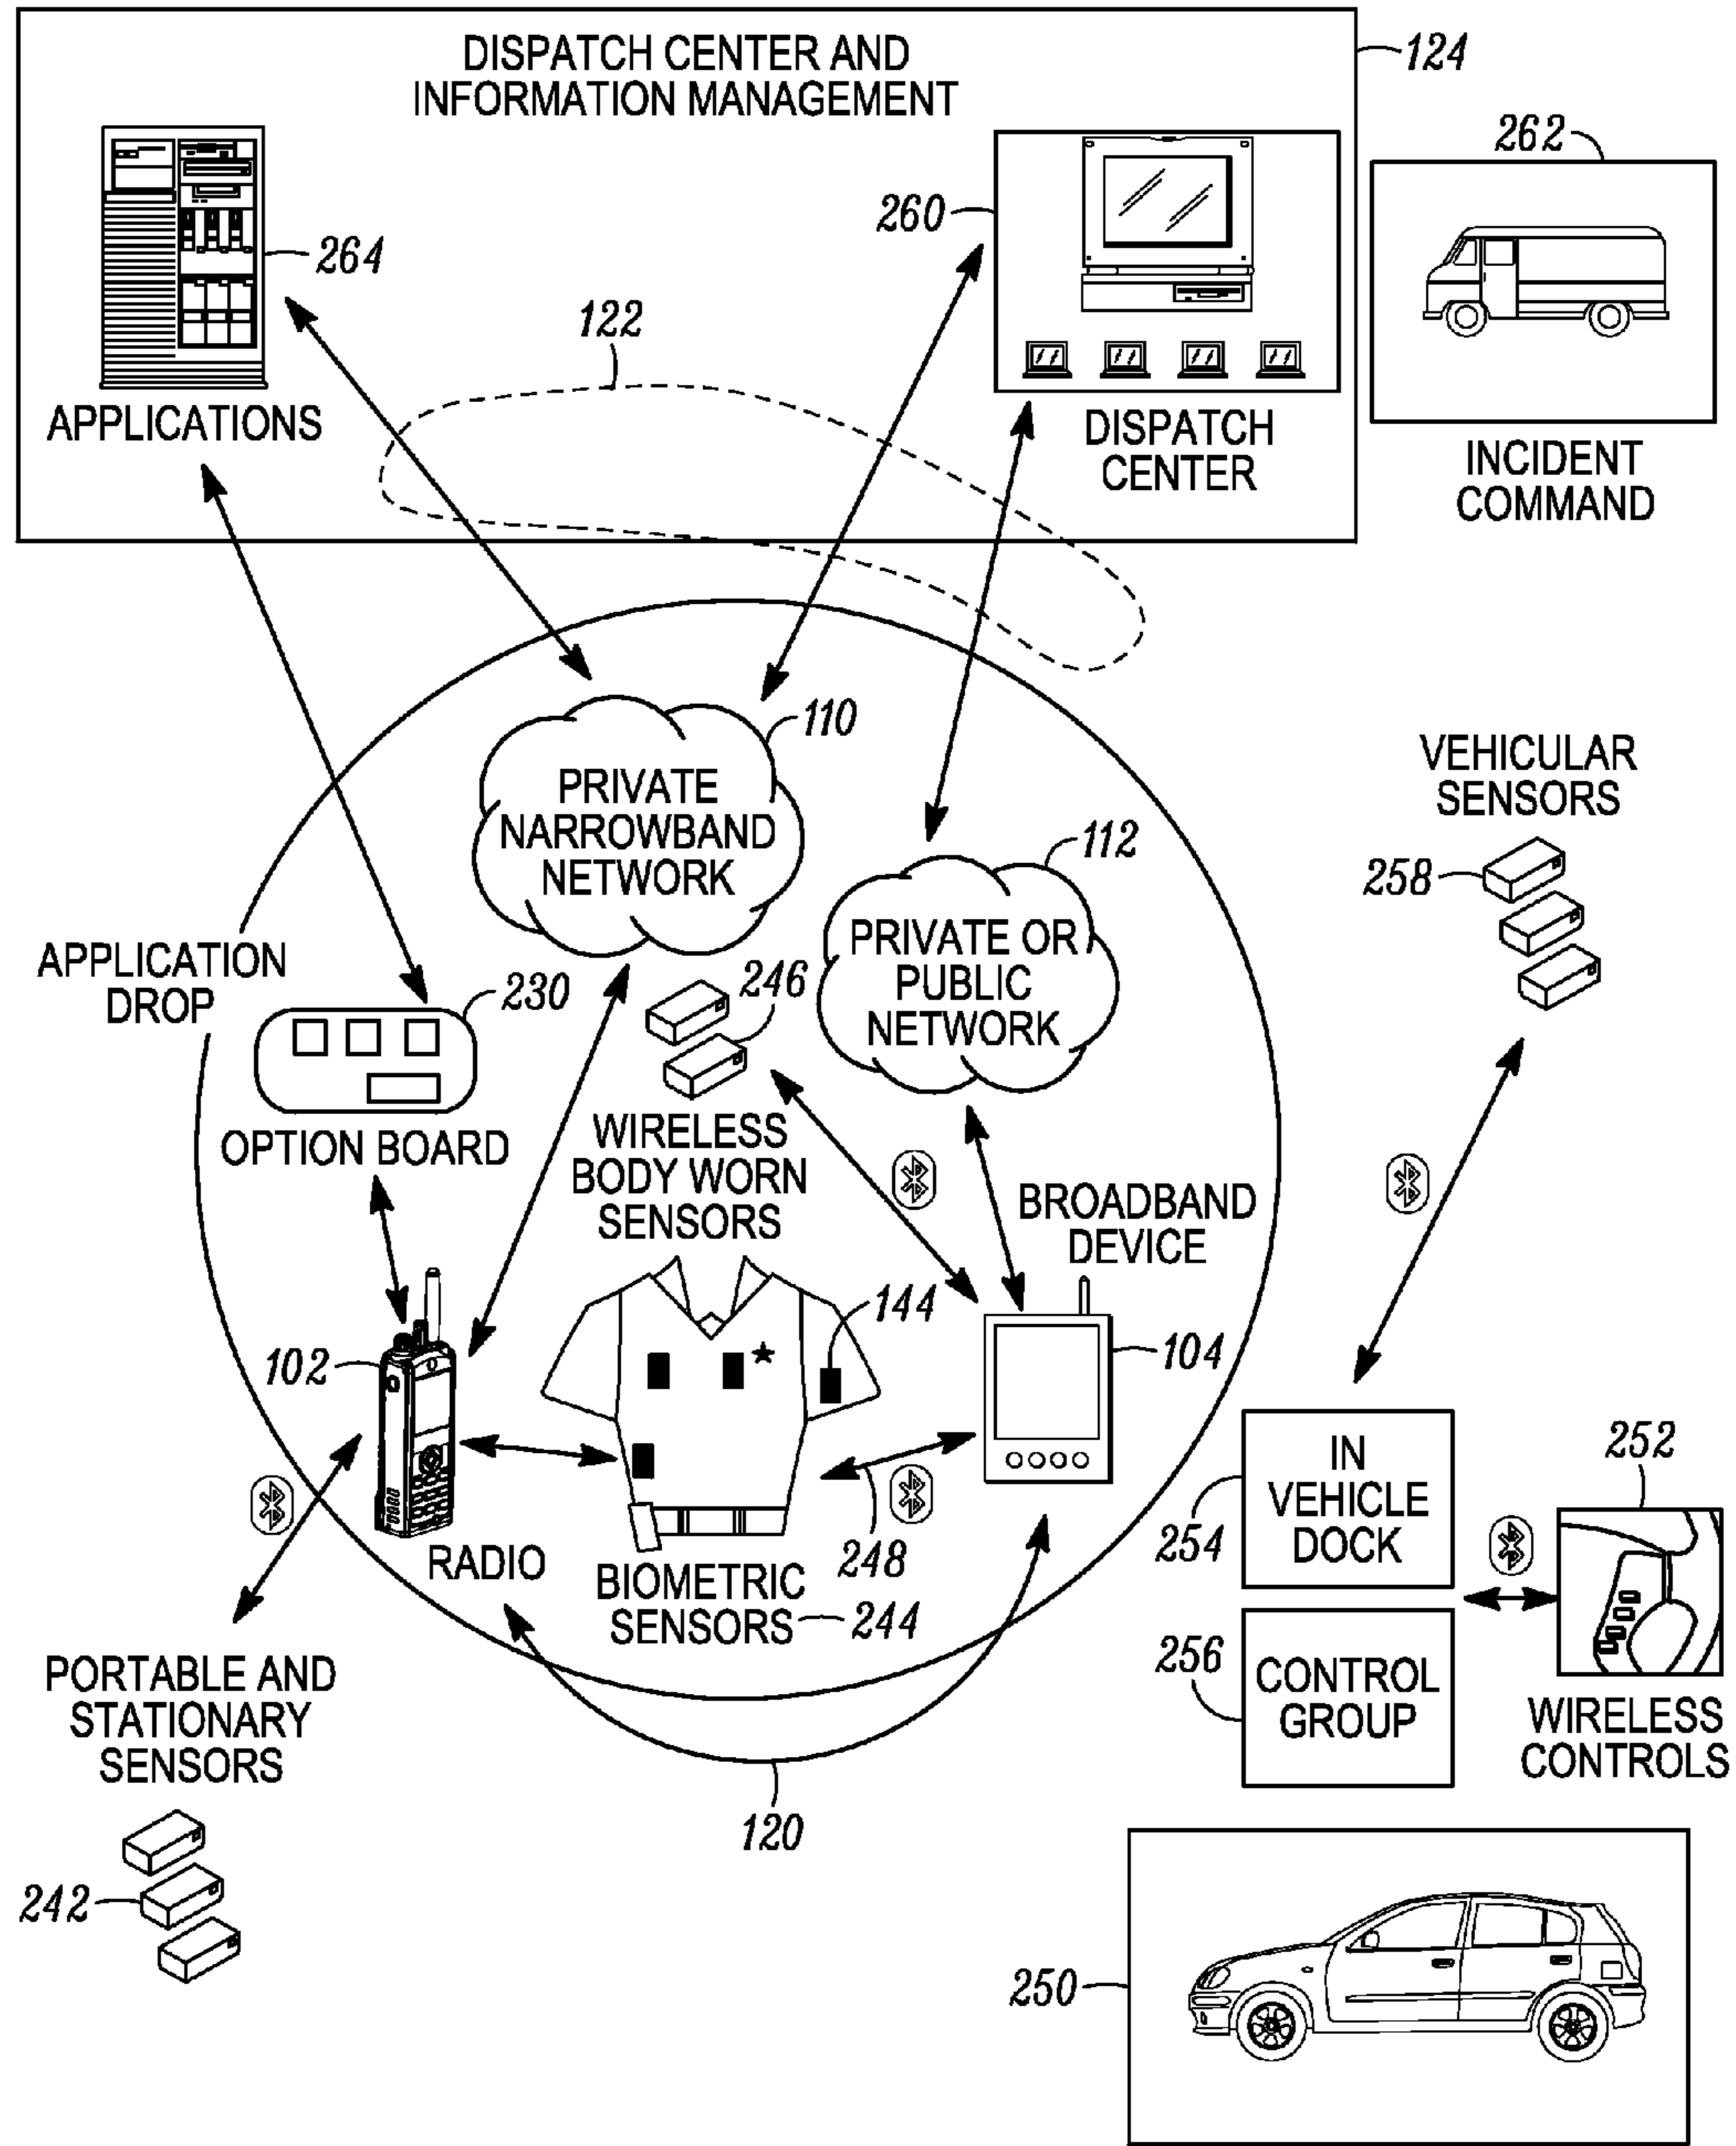 DISPATCH CENTER AND
INFORMATION MANAGEMENT
124
262
260
264
122
APPLICATIONS
DISPATCH
CENTER
INCIDENT
COMMAND
110
PRIVATE
NARROWBAND
NETWORK
112
PRIVATE OR
PUBLIC
NETWORK
VEHICULAR
SENSORS
258
APPLICATION
DROP
230
246
OPTION BOARD
WIRELESS
BODY WORN
SENSORS
BROADBAND
DEVICE
144
102
104
IN
VEHICLE
DOCK
252
254
248
RADIO
BIOMETRIC
SENSORS
244
256
CONTROL
GROUP
WIRELESS
CONTROLS
PORTABLE AND
STATIONARY
SENSORS
120
242
250